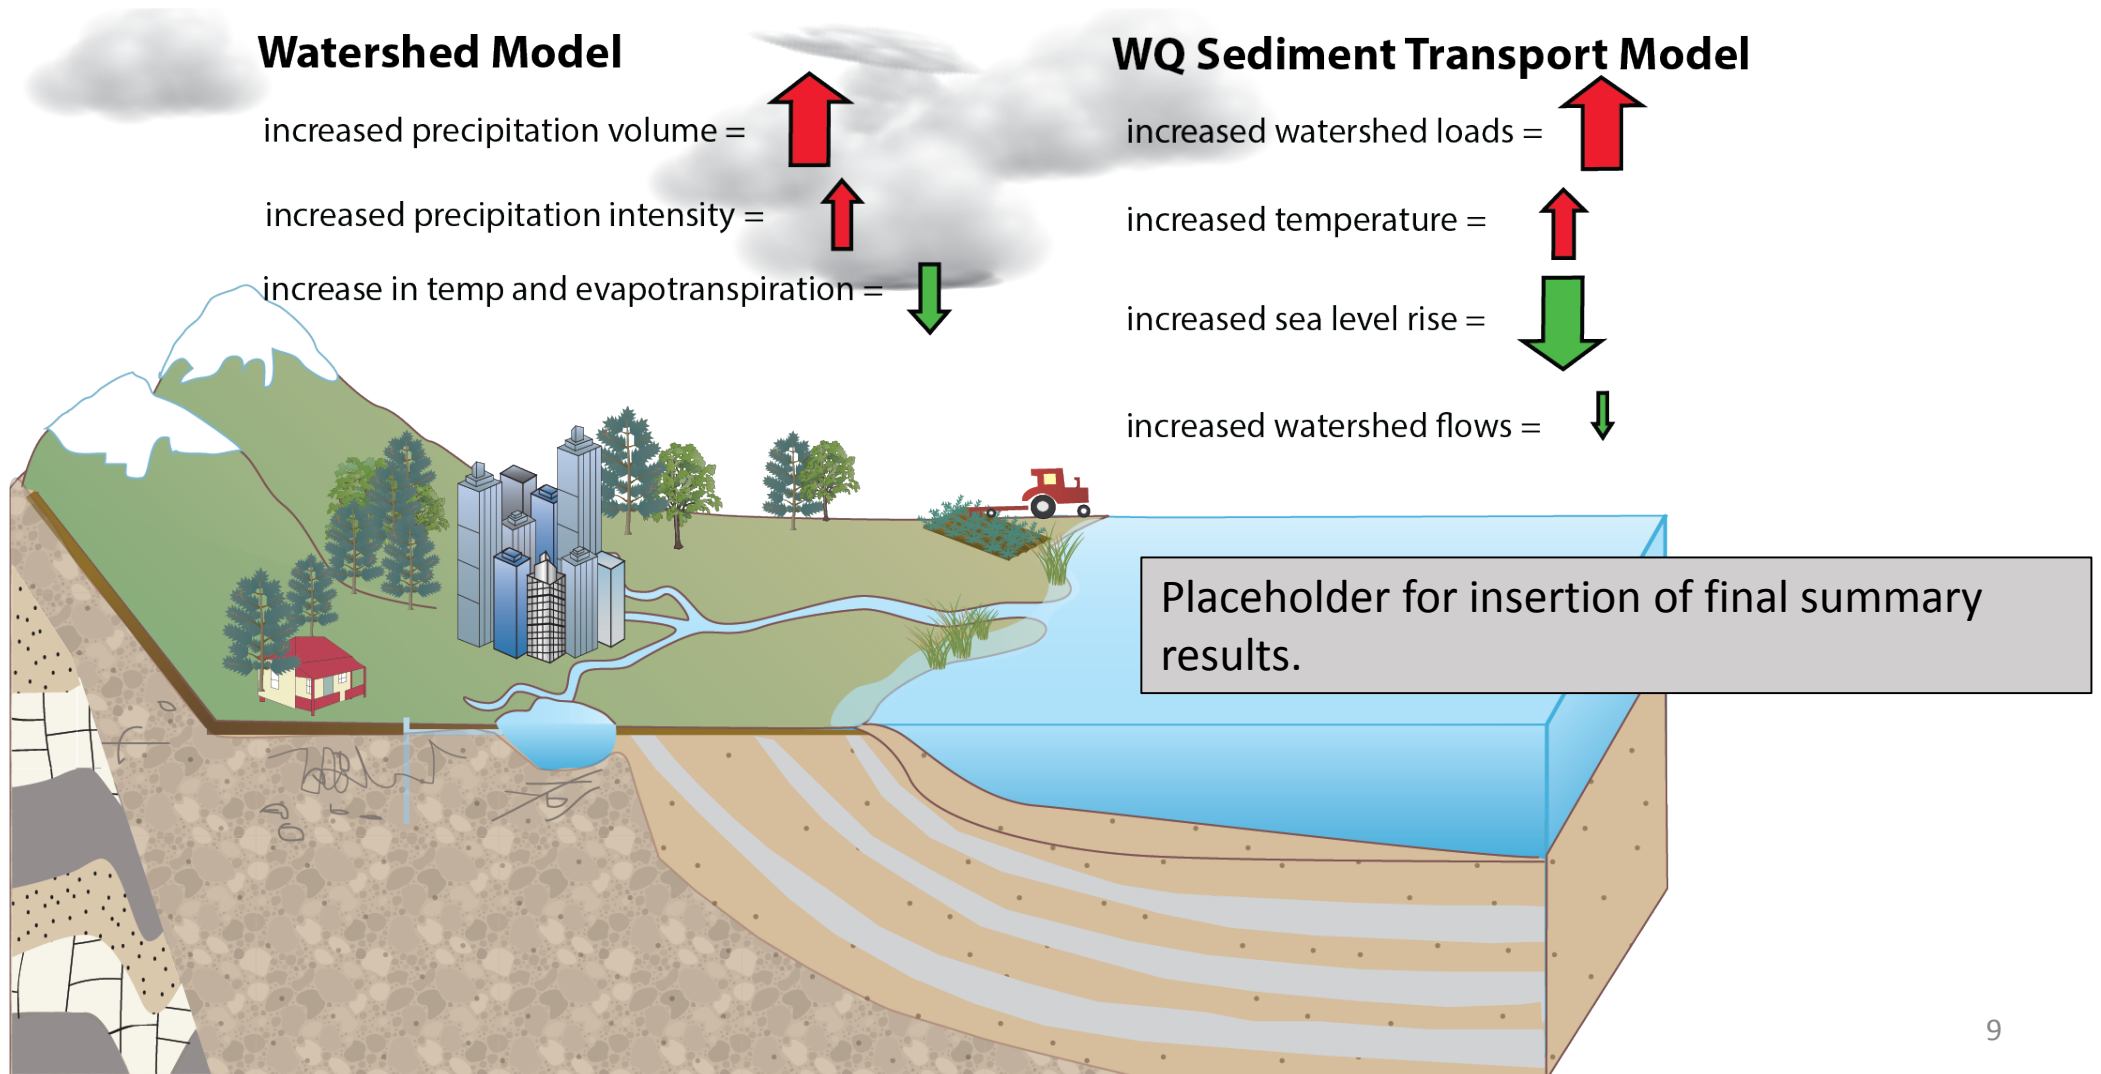 Watershed Model
increased precipitation volume =
increased precipitation intensity =
increase in temp and evapotranspiration =
WQ Sediment Transport Model
increased watershed loads =
increased temperature =
increased sea level rise =
increased watershed flows =
Placeholder for insertion of final summary
results.
9